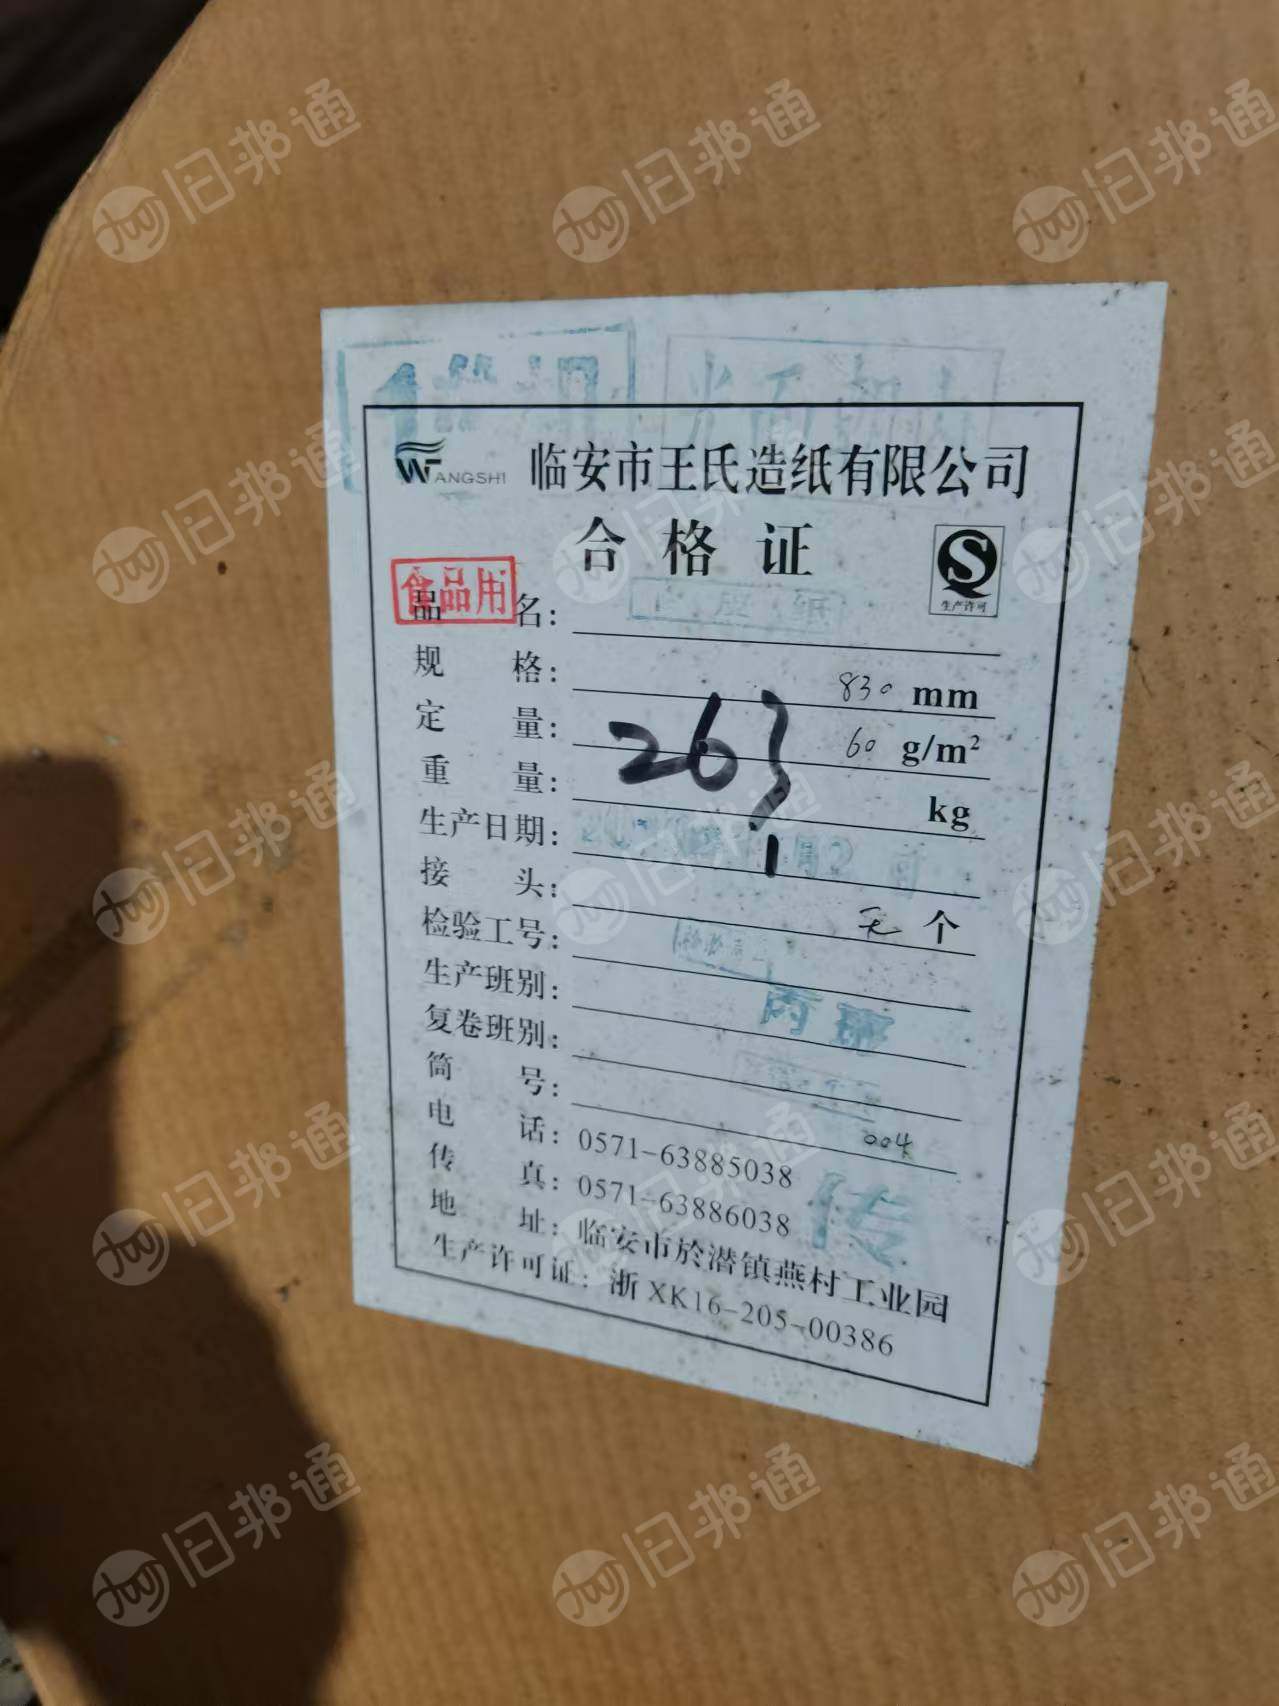 1#
WANGSHI 临安市王氏造纸有限公司
合格证
生产许可
食品用
品名:
规格: 830 mm
定量: 60 g/m²
重量: 263 kg
生产日期:
接头: 无 个
检验工号:
生产班别: 丙班
复卷班别:
筒号: 004
电话: 0571-63885038
传真: 0571-63886038
传
地址: 临安市於潜镇燕村工业园
生产许可证: 浙 XK16-205-00386
旧邦通